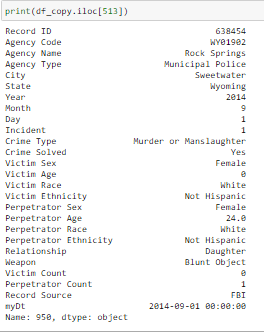 print(df_copy.iloc[513])
Record ID 638454
Agency Code WY01902
Agency Name Rock Springs
Agency Type Municipal Police
City Sweetwater
State Wyoming
Year 2014
Month 9
Day 1
Incident 1
Crime Type Murder or Manslaughter
Crime Solved Yes
Victim Sex Female
Victim Age 0
Victim Race White
Victim Ethnicity Not Hispanic
Perpetrator Sex Female
Perpetrator Age 24.0
Perpetrator Race White
Perpetrator Ethnicity Not Hispanic
Relationship Daughter
Weapon Blunt Object
Victim Count 0
Perpetrator Count 1
Record Source FBI
myDt 2014-09-01 00:00:00
Name: 950, dtype: object